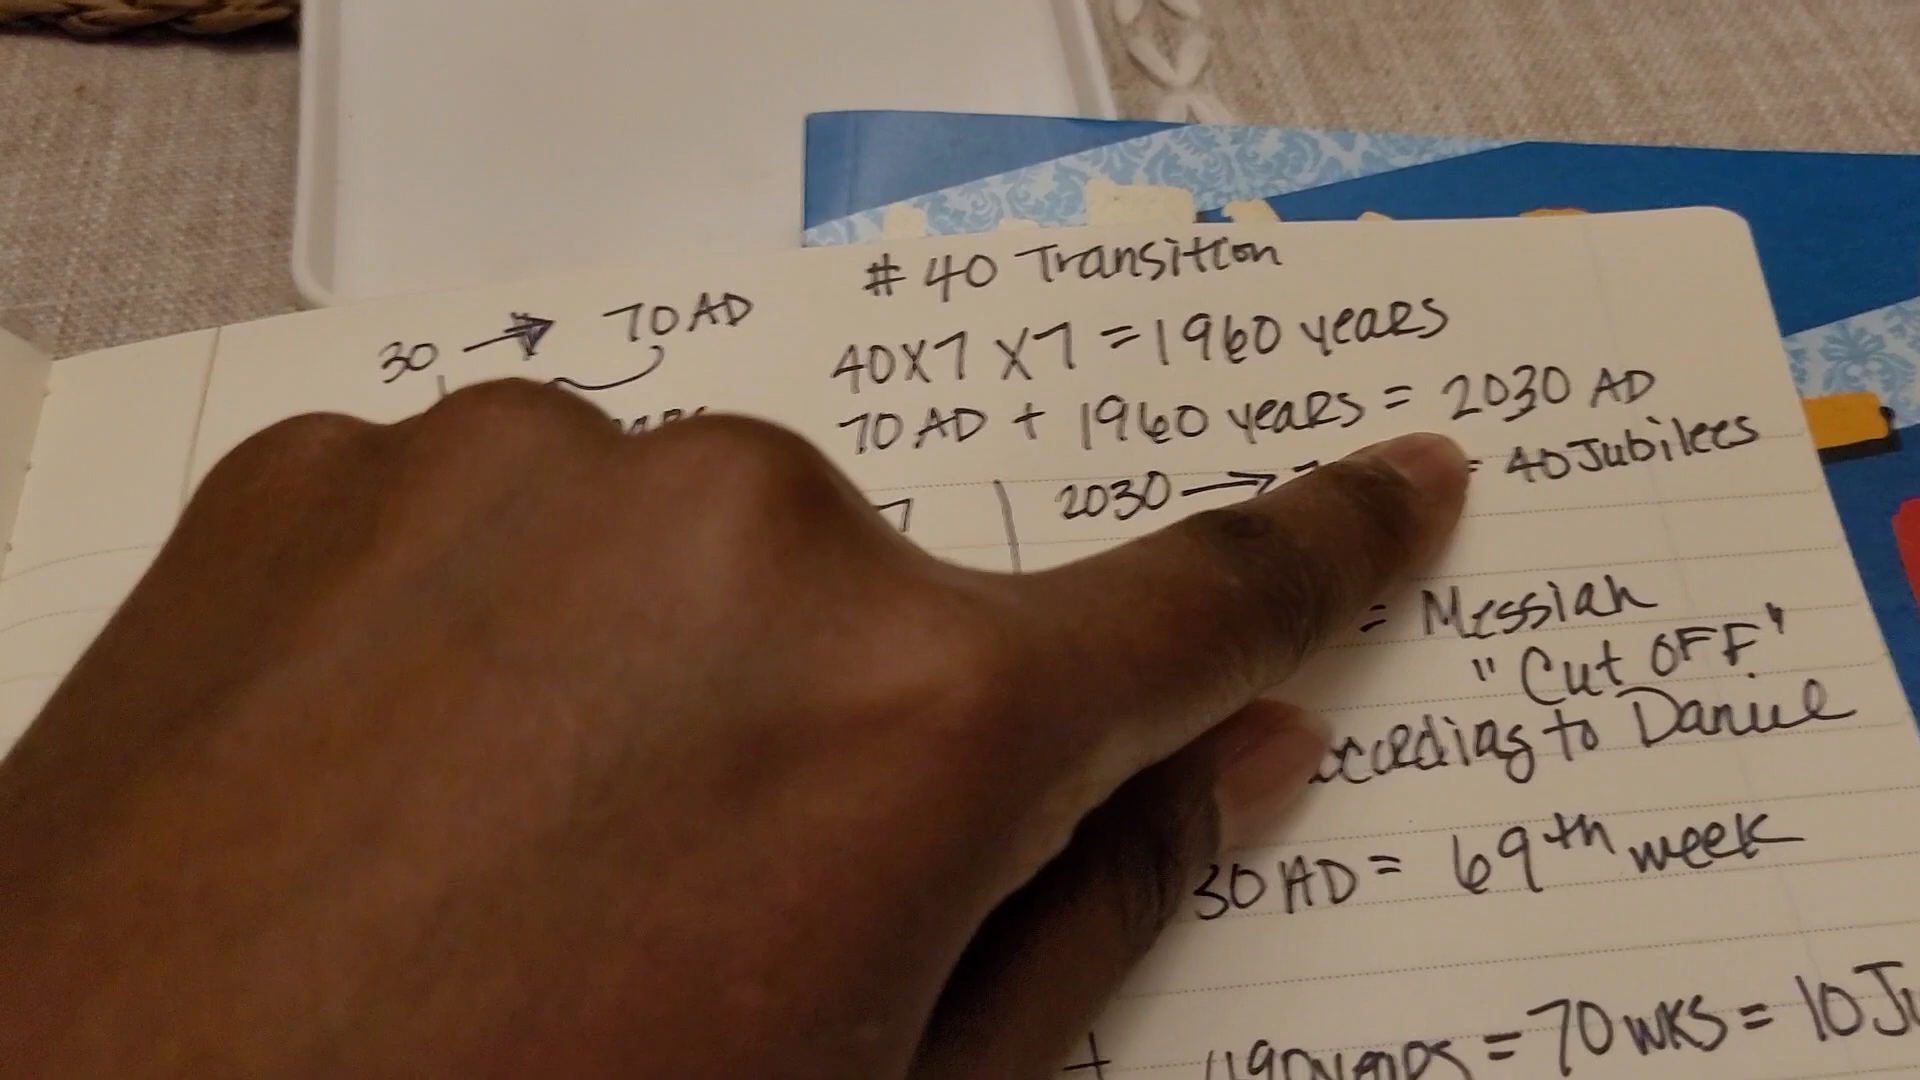 # 40 Transition
30 → 70 AD
40 x 7 x 7 = 1960 years
70 AD + 1960 years = 2030 AD
2030 → = 40 Jubilees
7
= Messiah
"Cut OFF"
to Daniel
30 AD = 69th week
+ = 70 WKS = 10